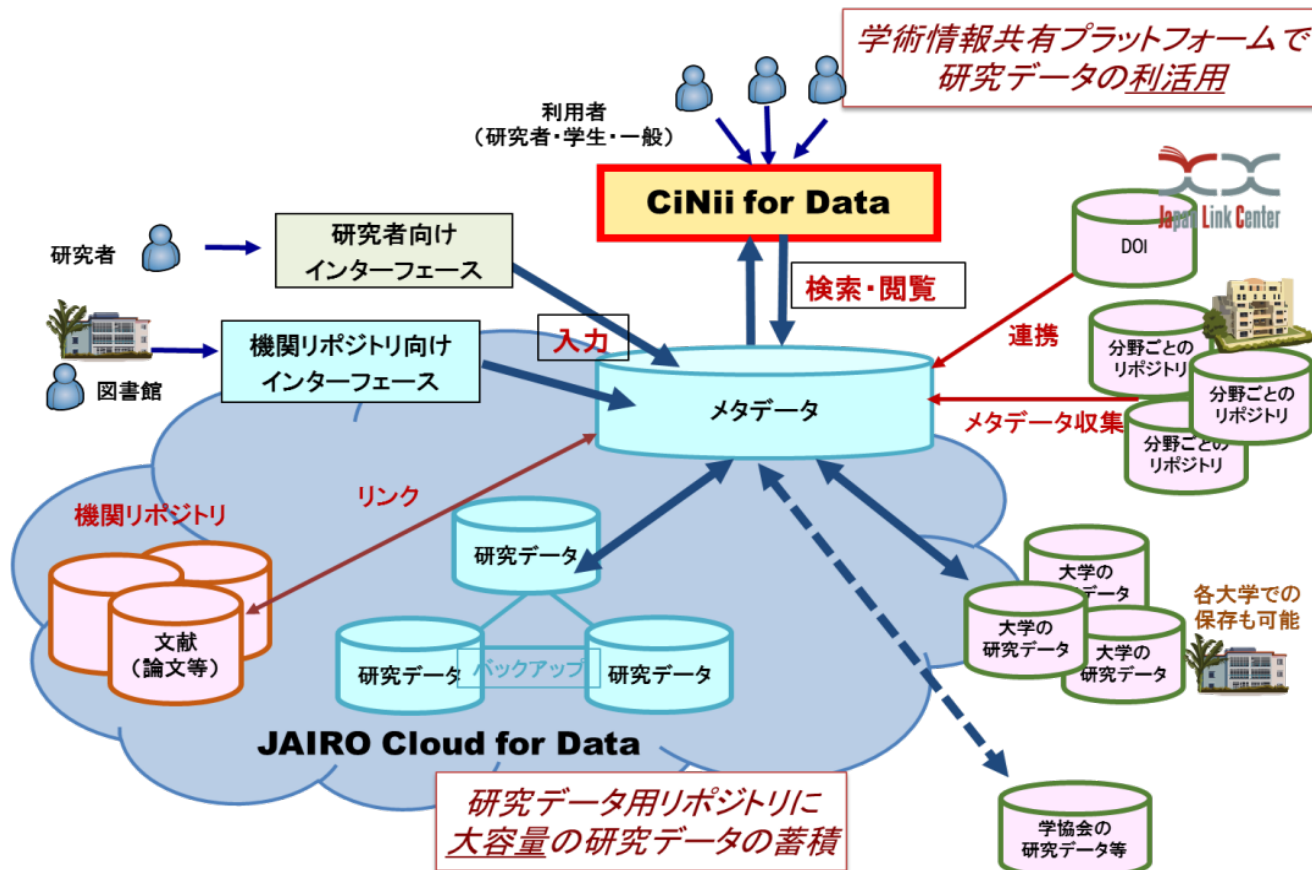 学術情報共有プラットフォームで
研究データの利活用
利用者
（研究者・学生・一般）
CiNii for Data
Japan Link Center
DOI
研究者
研究者向け
インターフェース
検索・閲覧
連携
入力
図書館
機関リポジトリ向け
インターフェース
メタデータ
分野ごとの
リポジトリ
分野ごとの
リポジトリ
分野ごとの
リポジトリ
メタデータ収集
リンク
機関リポジトリ
文献
（論文等）
研究データ
研究データ
バックアップ
研究データ
大学の
データ
大学の
研究データ
大学の
研究データ
各大学での
保存も可能
JAIRO Cloud for Data
研究データ用リポジトリに
大容量の研究データの蓄積
学協会の
研究データ等